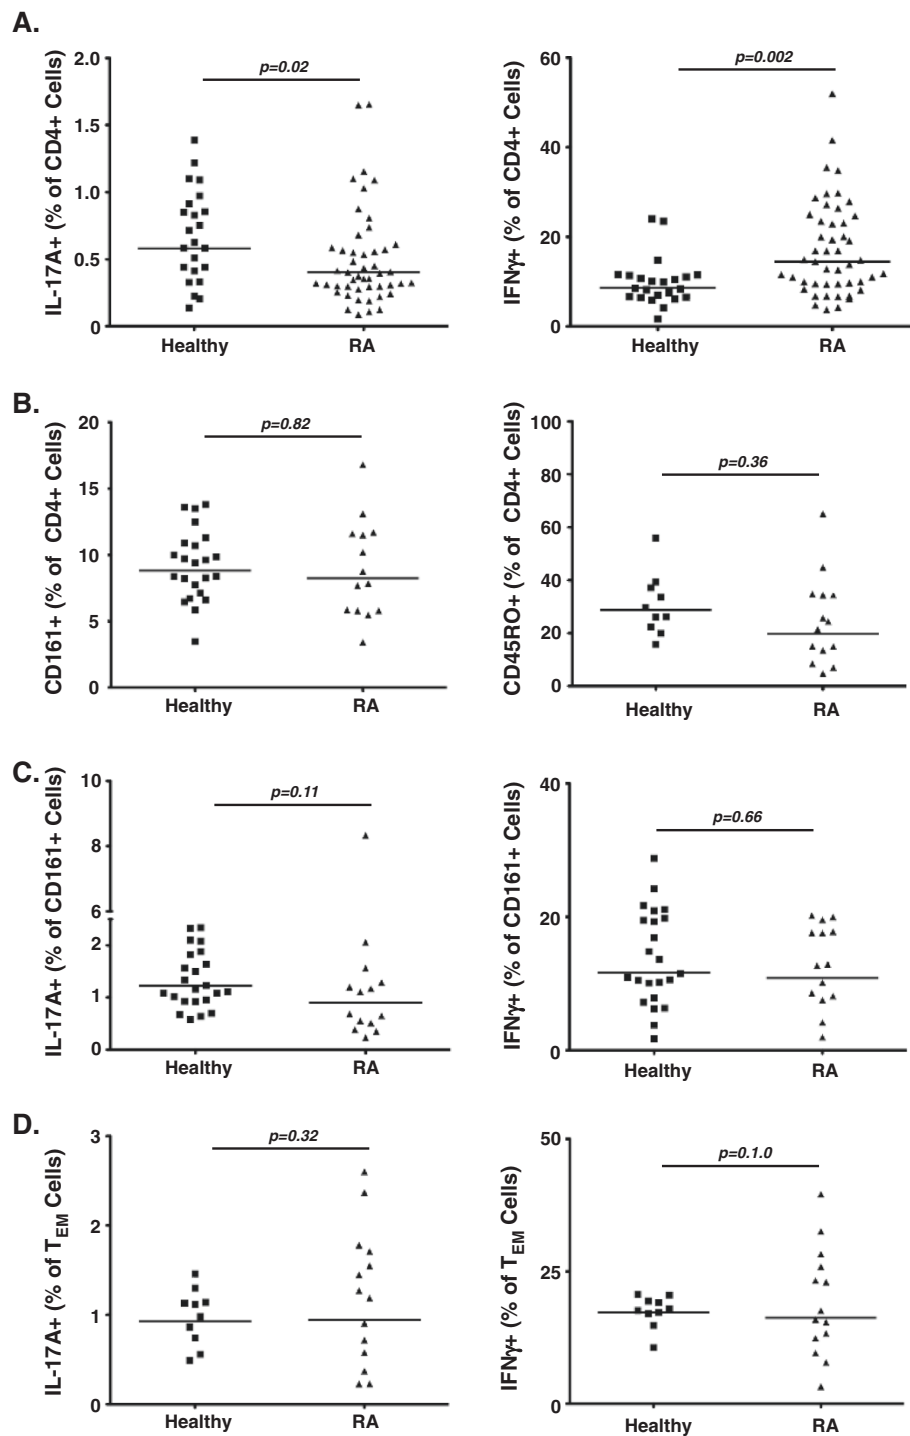 A.
IL-17A+ (% of CD4+ Cells)
2.0
1.5
1.0
0.5
0
p=0.02
Healthy
RA
IFNγ+ (% of CD4+ Cells)
60
40
20
0
p=0.002
Healthy
RA
B.
CD161+ (% of CD4+ Cells)
20
15
10
5
0
p=0.82
Healthy
RA
CD45RO+ (% of CD4+ Cells)
100
80
60
40
20
0
p=0.36
Healthy
RA
C.
IL-17A+ (% of CD161+ Cells)
10
8
6
2
1
0
p=0.11
Healthy
RA
IFNγ+ (% of CD161+ Cells)
40
20
0
p=0.66
Healthy
RA
D.
IL-17A+ (% of TEM Cells)
3
2
1
0
p=0.32
Healthy
RA
IFNγ+ (% of TEM Cells)
50
25
0
p=0.1.0
Healthy
RA